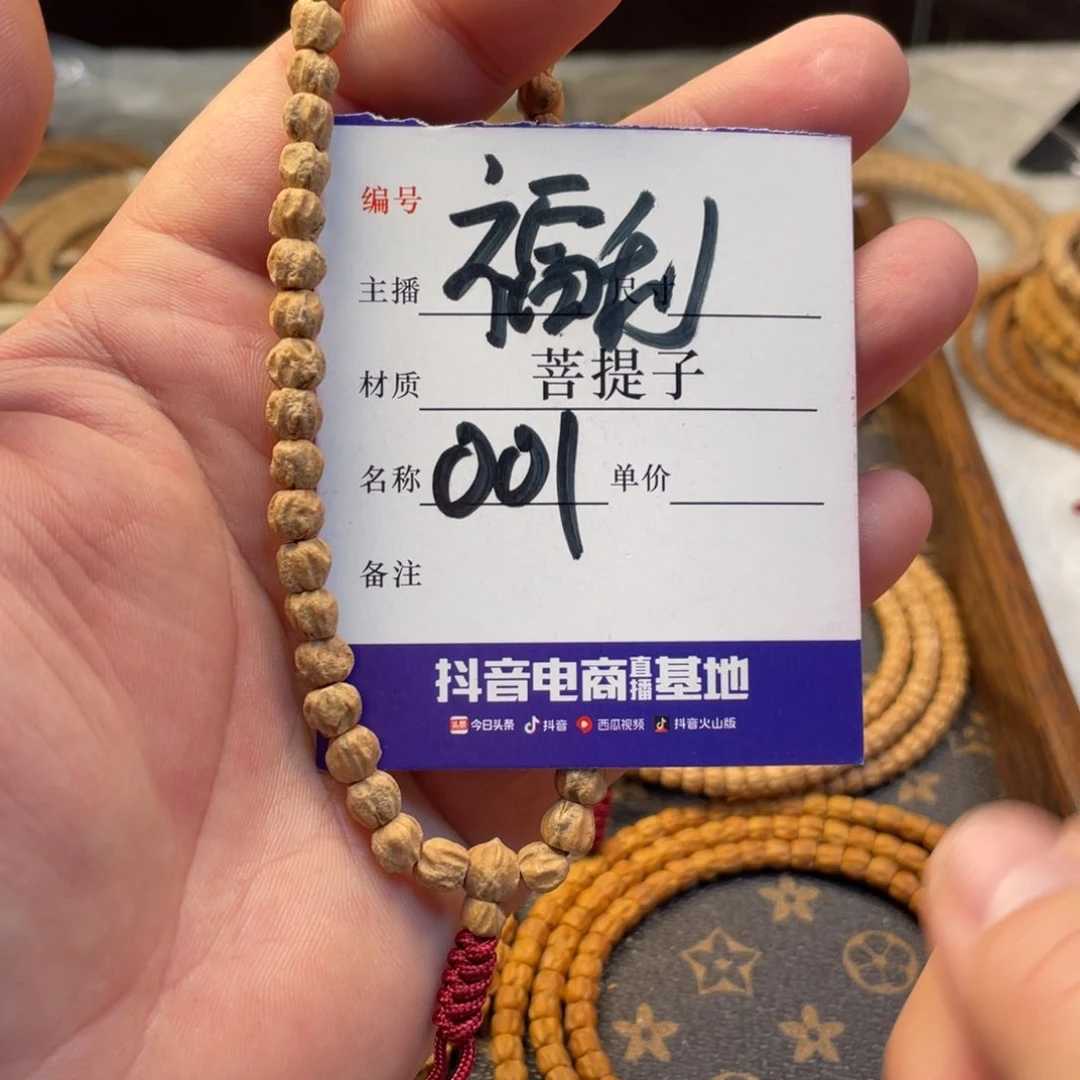 编号 福利
主播 尺寸
材质 菩提子
名称 001 单价
备注
抖音电商直播基地
头条 今日头条 抖音 西瓜视频 抖音火山版